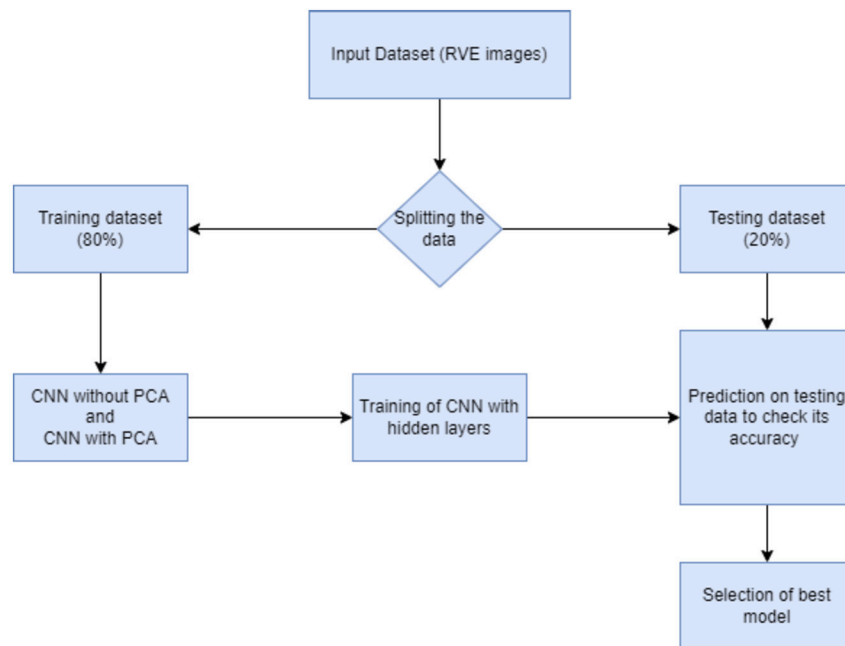 Input Dataset (RVE images)
Splitting the
data
Training dataset
(80%)
Testing dataset
(20%)
CNN without PCA
and
CNN with PCA
Training of CNN with
hidden layers
Prediction on testing
data to check its
accuracy
Selection of best
model